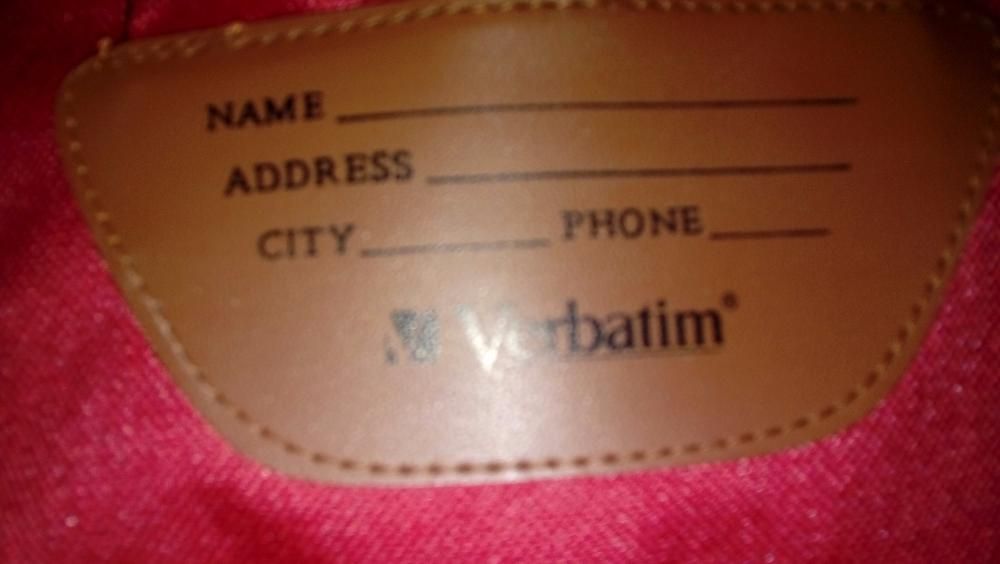 NAME
ADDRESS
CITY PHONE
Verbatim®